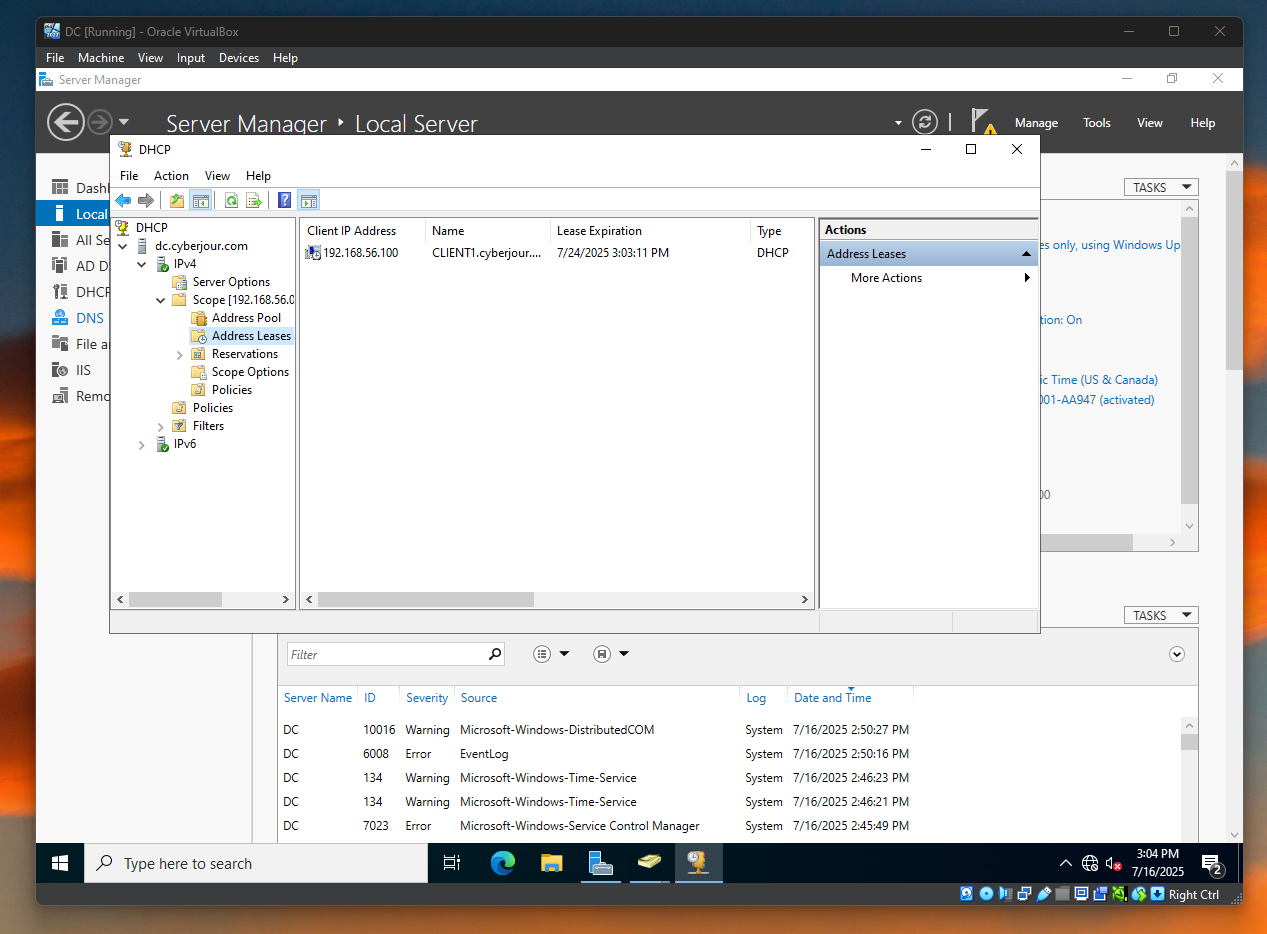 DC [Running] - Oracle VirtualBox
File Machine View Input Devices Help
Server Manager
Server Manager ‣ Local Server
Manage Tools View Help
DHCP
File Action View Help
Dashb
Local
All Se
AD D
DHCP
DNS
File an
IIS
Remo
DHCP
dc.cyberjour.com
IPv4
Server Options
Scope [192.168.56.0
Address Pool
Address Leases
Reservations
Scope Options
Policies
Policies
Filters
IPv6
Client IP Address Name Lease Expiration Type
192.168.56.100 CLIENT1.cyberjour.... 7/24/2025 3:03:11 PM DHCP
Actions
Address Leases
More Actions
TASKS
es only, using Windows Up
tion: On
ic Time (US & Canada)
001-AA947 (activated)
00
TASKS
Filter
Server Name ID Severity Source Log Date and Time
DC 10016 Warning Microsoft-Windows-DistributedCOM System 7/16/2025 2:50:27 PM
DC 6008 Error EventLog System 7/16/2025 2:50:16 PM
DC 134 Warning Microsoft-Windows-Time-Service System 7/16/2025 2:46:23 PM
DC 134 Warning Microsoft-Windows-Time-Service System 7/16/2025 2:46:21 PM
DC 7023 Error Microsoft-Windows-Service Control Manager System 7/16/2025 2:45:49 PM
Type here to search
3:04 PM
7/16/2025
2
Right Ctrl